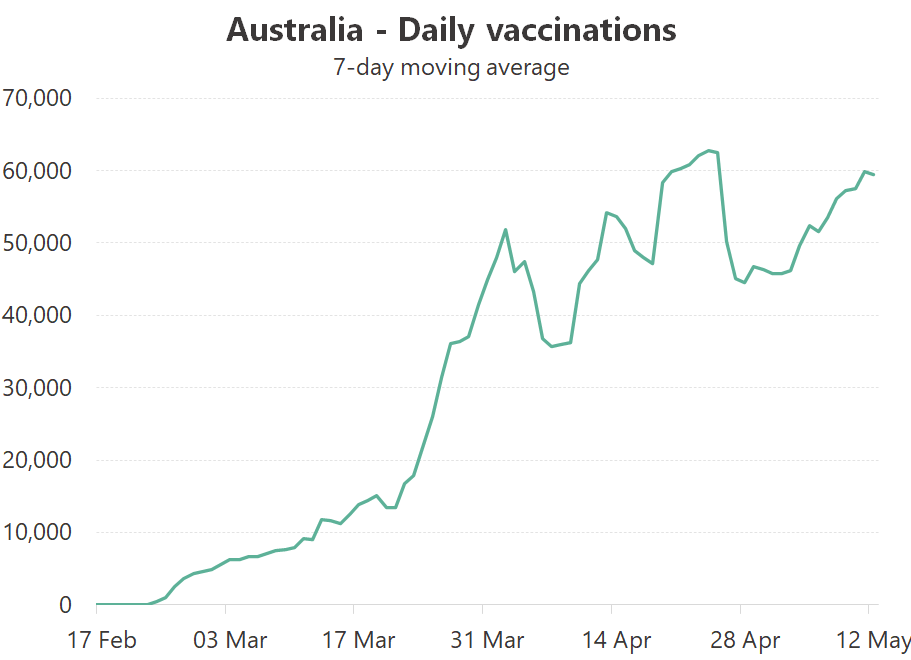 Australia - Daily vaccinations
7-day moving average
70,000
60,000
50,000
40,000
30,000
20,000
10,000
0
17 Feb 03 Mar 17 Mar 31 Mar 14 Apr 28 Apr 12 May